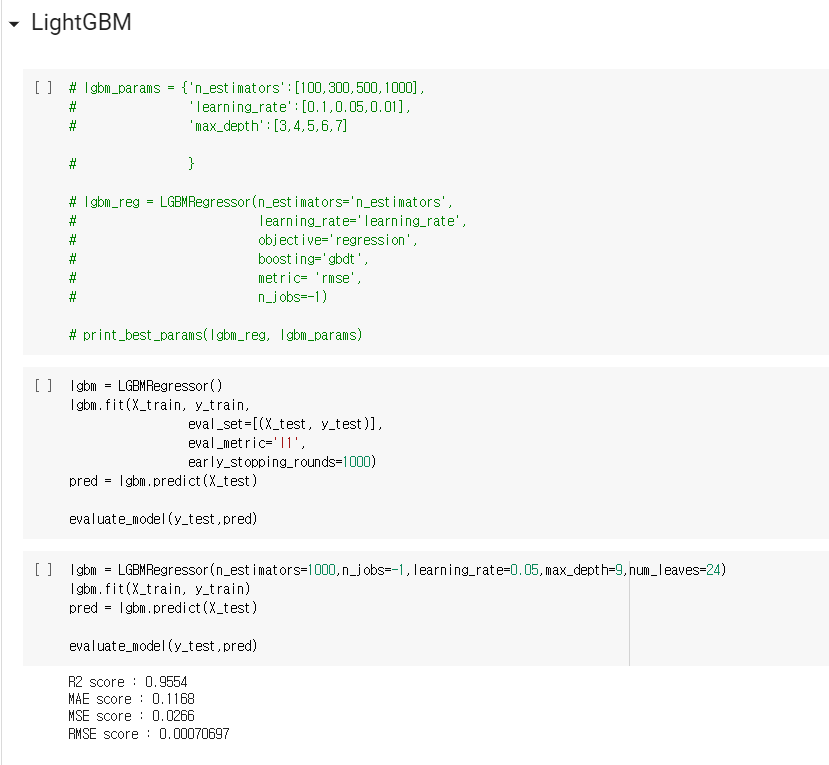 LightGBM
[ ] # lgbm_params = {'n_estimators':[100,300,500,1000],
# 'learning_rate':[0.1,0.05,0.01],
# 'max_depth':[3,4,5,6,7]
# }
# lgbm_reg = LGBMRegressor(n_estimators='n_estimators',
# learning_rate='learning_rate',
# objective='regression',
# boosting='gbdt',
# metric= 'rmse',
# n_jobs=-1)
# print_best_params(lgbm_reg, lgbm_params)
[ ] lgbm = LGBMRegressor()
lgbm.fit(X_train, y_train,
eval_set=[(X_test, y_test)],
eval_metric='l1',
early_stopping_rounds=1000)
pred = lgbm.predict(X_test)
evaluate_model(y_test,pred)
[ ] lgbm = LGBMRegressor(n_estimators=1000,n_jobs=-1,learning_rate=0.05,max_depth=9,num_leaves=24)
lgbm.fit(X_train, y_train)
pred = lgbm.predict(X_test)
evaluate_model(y_test,pred)
R2 score : 0.9554
MAE score : 0.1168
MSE score : 0.0266
RMSE score : 0.00070697